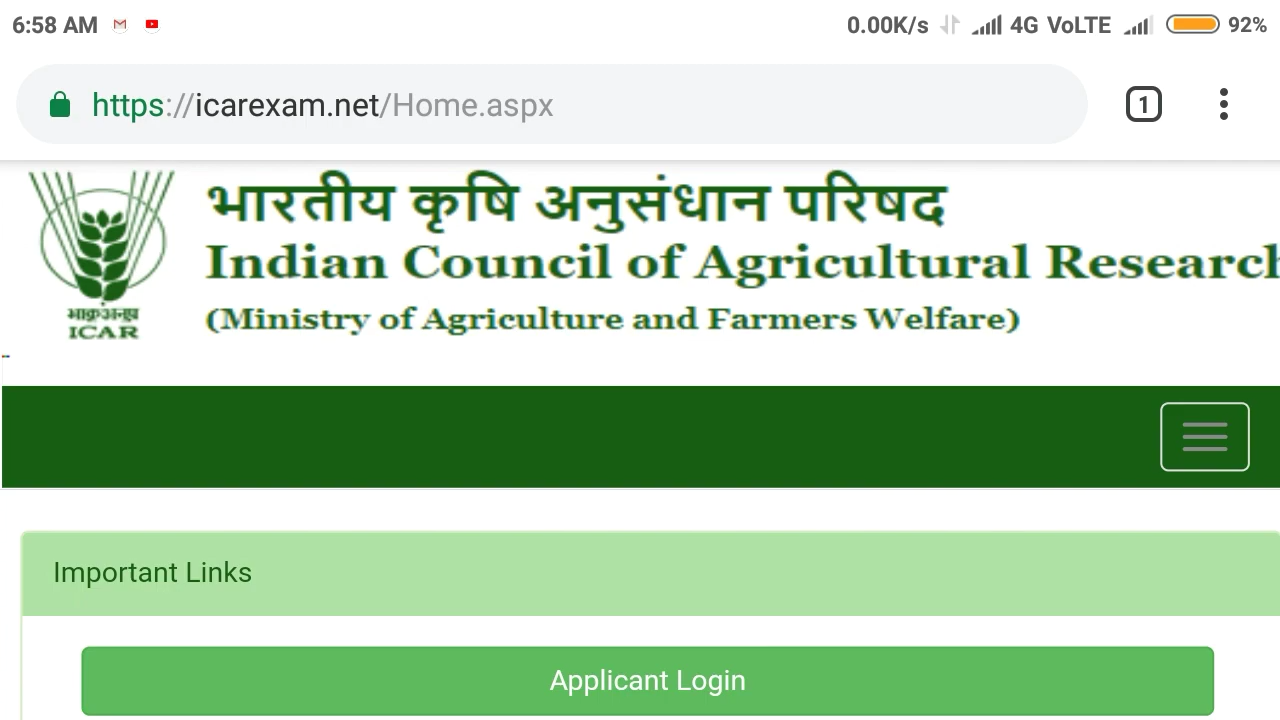 6:58 AM 0.00K/s 4G VoLTE 92%
https://icarexam.net/Home.aspx 1
भारतीय कृषि अनुसंधान परिषद
Indian Council of Agricultural Research
(Ministry of Agriculture and Farmers Welfare)
भाकृअनुप
ICAR
Important Links
Applicant Login